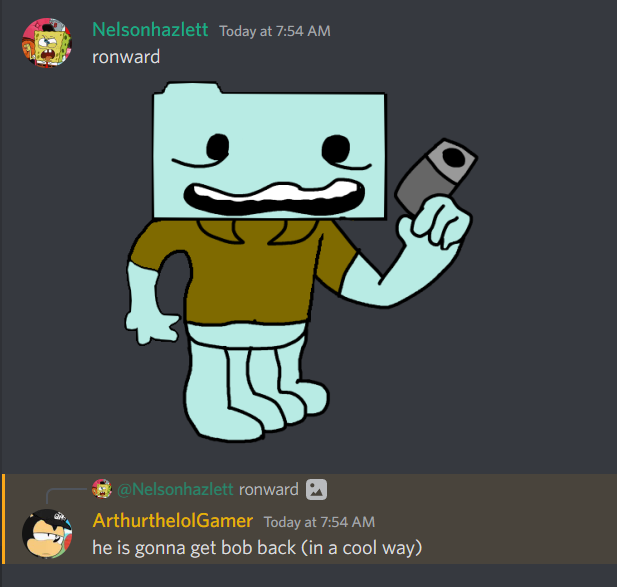 Nelsonhazlett Today at 7:54 AM
ronward
@Nelsonhazlett ronward
ArthurthelolGamer Today at 7:54 AM
he is gonna get bob back (in a cool way)